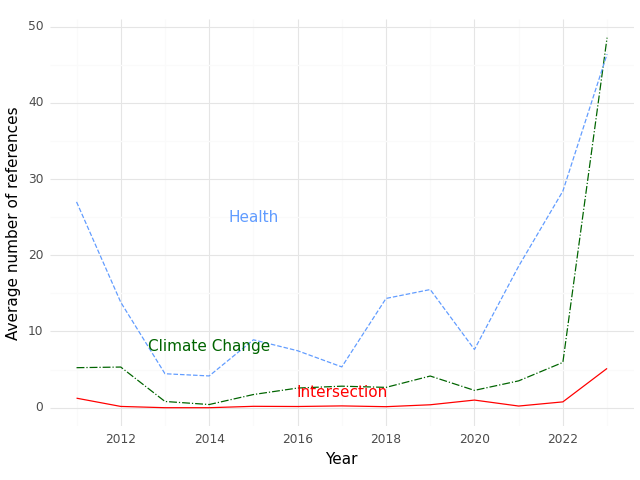 50
40
30
20
10
0
Average number of references
Health
Climate Change
Intersection
2012 2014 2016 2018 2020 2022
Year